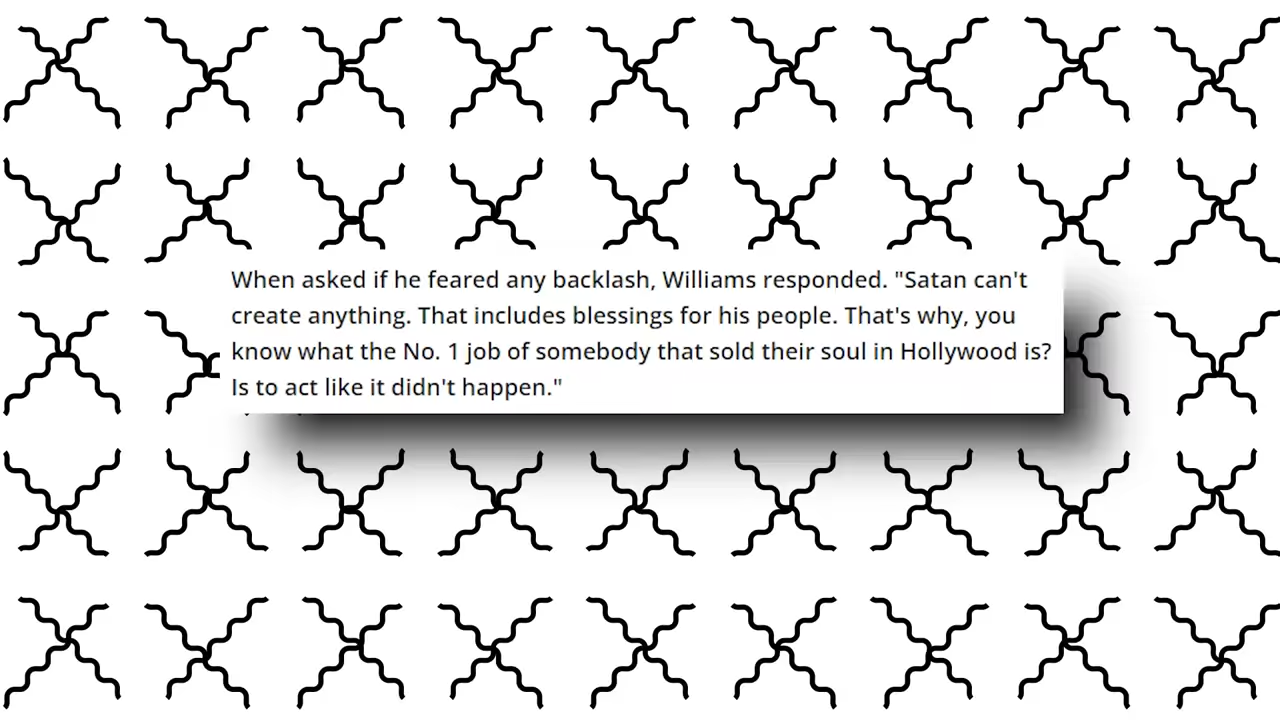 When asked if he feared any backlash, Williams responded. "Satan can't
create anything. That includes blessings for his people. That's why, you
know what the No. 1 job of somebody that sold their soul in Hollywood is?
Is to act like it didn't happen."